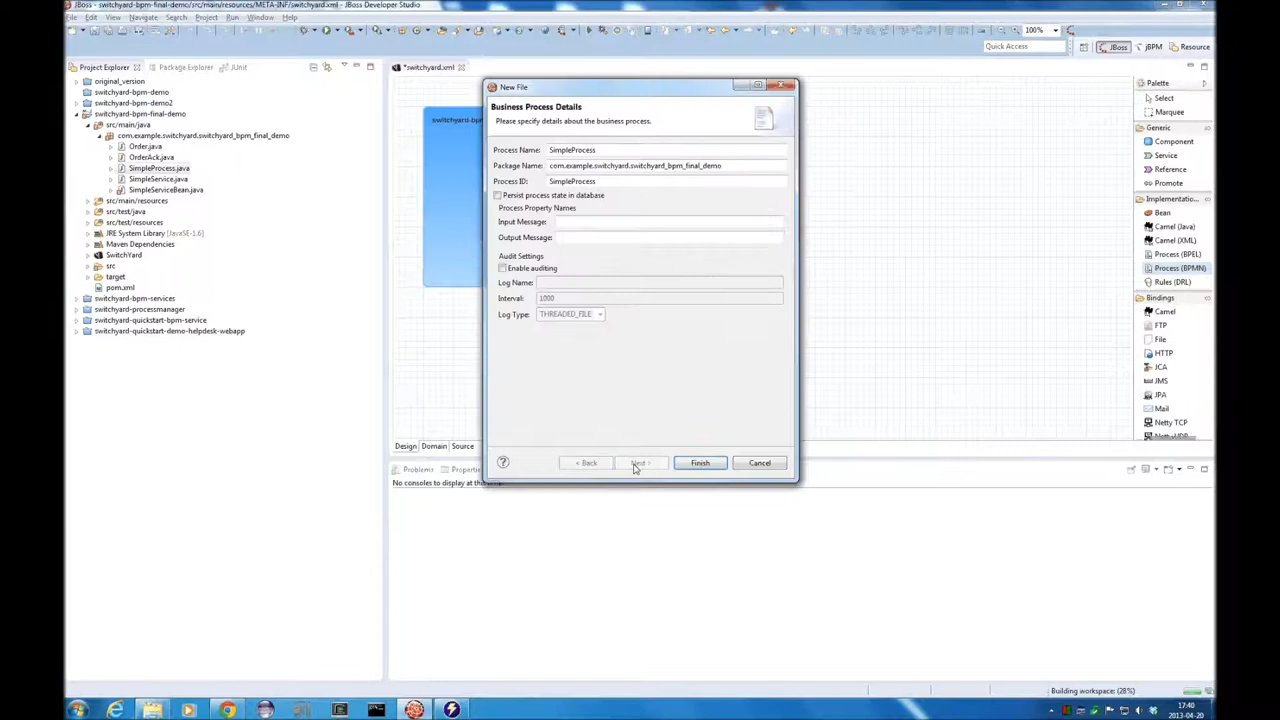 JBoss - switchyard-bpm-final-demo/src/main/resources/META-INF/switchyard.xml - JBoss Developer Studio
File Edit View Navigate Search Project Run Window Help
100%
Quick Access
JBoss
jBPM
Resource
Project Explorer
Package Explorer
JUnit
*switchyard.xml
original_version
switchyard-bpm-demo
switchyard-bpm-demo2
switchyard-bpm-final-demo
src/main/java
com.example.switchyard.switchyard_bpm_final_demo
Order.java
OrderAck.java
SimpleProcess.java
SimpleService.java
SimpleServiceBean.java
src/main/resources
src/test/java
src/test/resources
JRE System Library [JavaSE-1.6]
Maven Dependencies
SwitchYard
src
target
pom.xml
switchyard-bpm-services
switchyard-processmanager
switchyard-quickstart-bpm-service
switchyard-quickstart-demo-helpdesk-webapp
switchyard-bpm
New File
Business Process Details
Please specify details about the business process.
Process Name: SimpleProcess
Package Name: com.example.switchyard.switchyard_bpm_final_demo
Process ID: SimpleProcess
Persist process state in database
Process Property Names
Input Message:
Output Message:
Audit Settings
Enable auditing
Log Name:
Interval: 1000
Log Type: THREADED_FILE
< Back
Next >
Finish
Cancel
Palette
Select
Marquee
Generic
Component
Service
Reference
Promote
Implementatio...
Bean
Camel (Java)
Camel (XML)
Process (BPEL)
Process (BPMN)
Rules (DRL)
Bindings
Camel
FTP
File
HTTP
JCA
JMS
JPA
Mail
Netty TCP
Netty UDP
Design
Domain
Source
Problems
Properti
No consoles to display at this
Building workspace: (28%)
17:40
2013-04-20